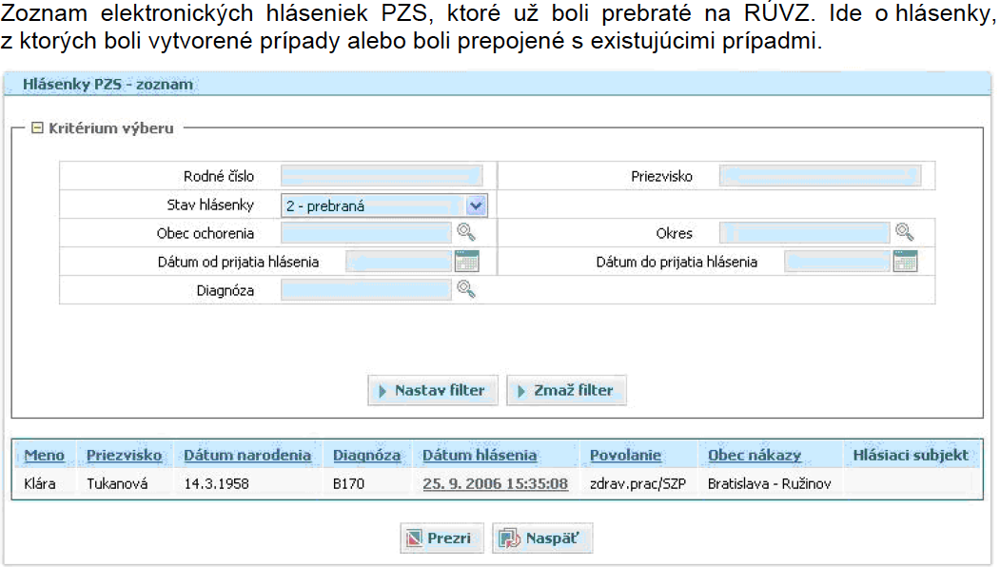 Zoznam elektronických hláseniek PZS, ktoré už boli prebraté na RÚVZ. Ide o hlásenky,
z ktorých boli vytvorené prípady alebo boli prepojené s existujúcimi prípadmi.
Hlásenky PZS - zoznam
Kritérium výberu
Rodné číslo Priezvisko
Stav hlásenky 2 - prebraná
Obec ochorenia Okres
Dátum od prijatia hlásenia Dátum do prijatia hlásenia
Diagnóza
Nastav filter Zmaž filter
Meno Priezvisko Dátum narodenia Diagnóza Dátum hlásenia Povolanie Obec nákazy Hlásiaci subjekt
Klára Tukanová 14.3.1958 B170 25. 9. 2006 15:35:08 zdrav.prac/SZP Bratislava - Ružinov
Prezri Naspäť